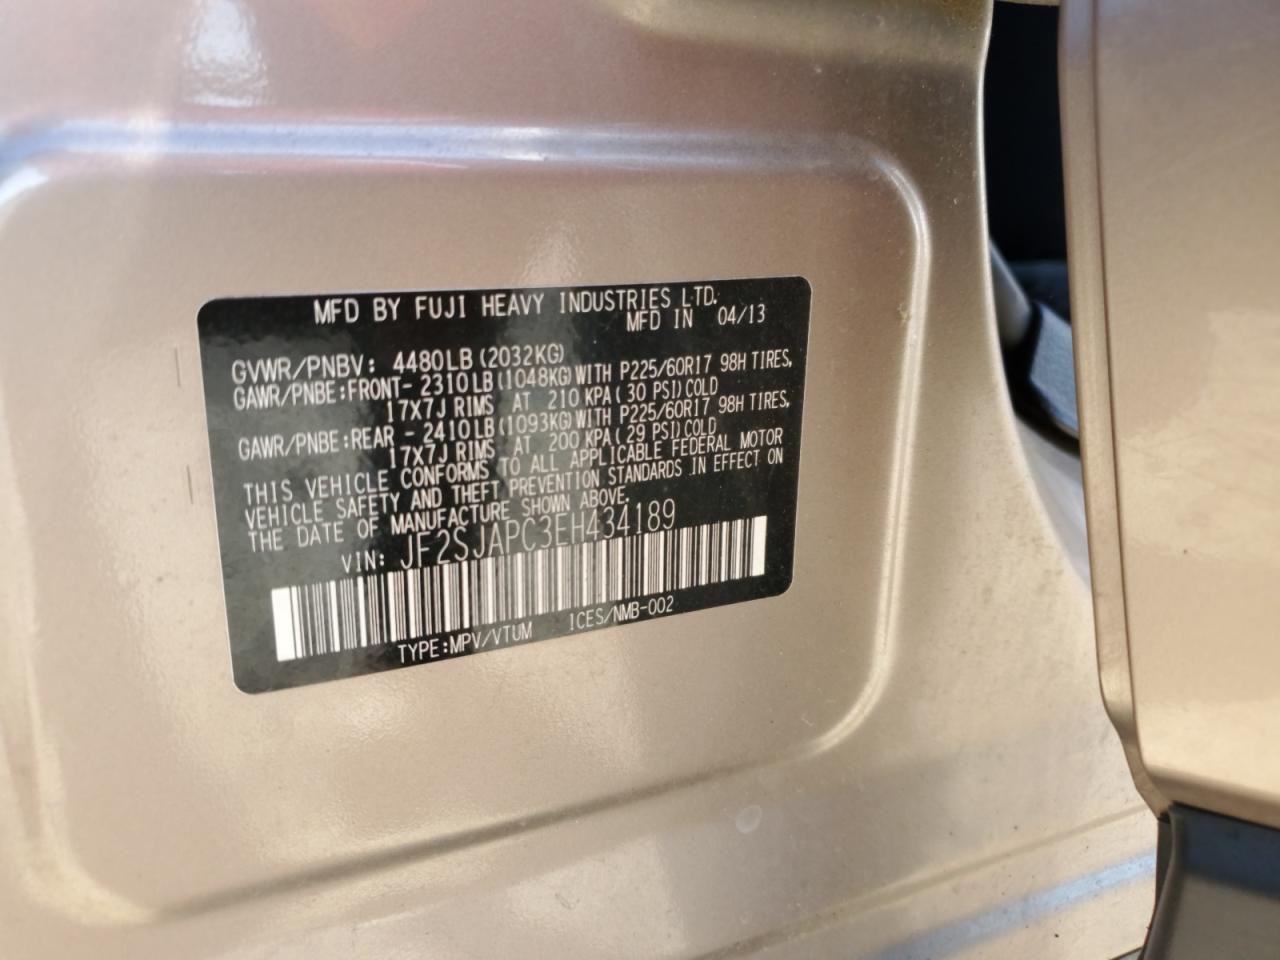 MFD BY FUJI HEAVY INDUSTRIES LTD.
MFD IN 04/13
GVWR/PNBV: 4480LB(2032KG)
GAWR/PNBE:FRONT- 2310LB(1048KG)WITH P225/60R17 98H TIRES,
17X7J RIMS AT 210 KPA(30 PSI)COLD
GAWR/PNBE:REAR - 2410LB(1093KG)WITH P225/60R17 98H TIRES,
17X7J RIMS AT 200 KPA(29 PSI)COLD
THIS VEHICLE CONFORMS TO ALL APPLICABLE FEDERAL MOTOR
VEHICLE SAFETY AND THEFT PREVENTION STANDARDS IN EFFECT ON
THE DATE OF MANUFACTURE SHOWN ABOVE.
VIN: JF2SJAPC3EH434189
TYPE:MPV/VTUM 1CES/NMB-002